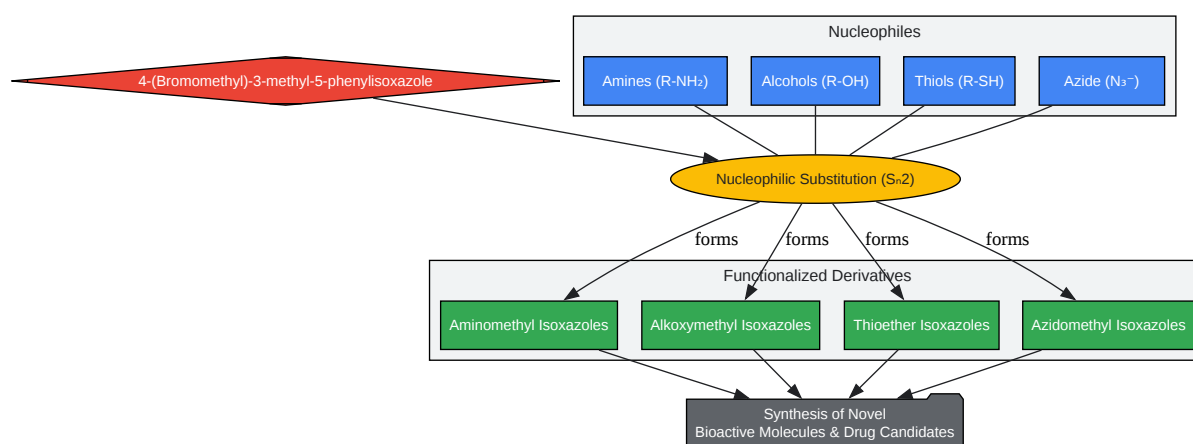 Nucleophiles
4-(Bromomethyl)-3-methyl-5-phenylisoxazole
Amines (R-NH₂)
Alcohols (R-OH)
Thiols (R-SH)
Azide (N₃⁻)
Nucleophilic Substitution (Sₙ2)
forms
forms
forms
forms
Functionalized Derivatives
Aminomethyl Isoxazoles
Alkoxymethyl Isoxazoles
Thioether Isoxazoles
Azidomethyl Isoxazoles
Synthesis of Novel
Bioactive Molecules & Drug Candidates